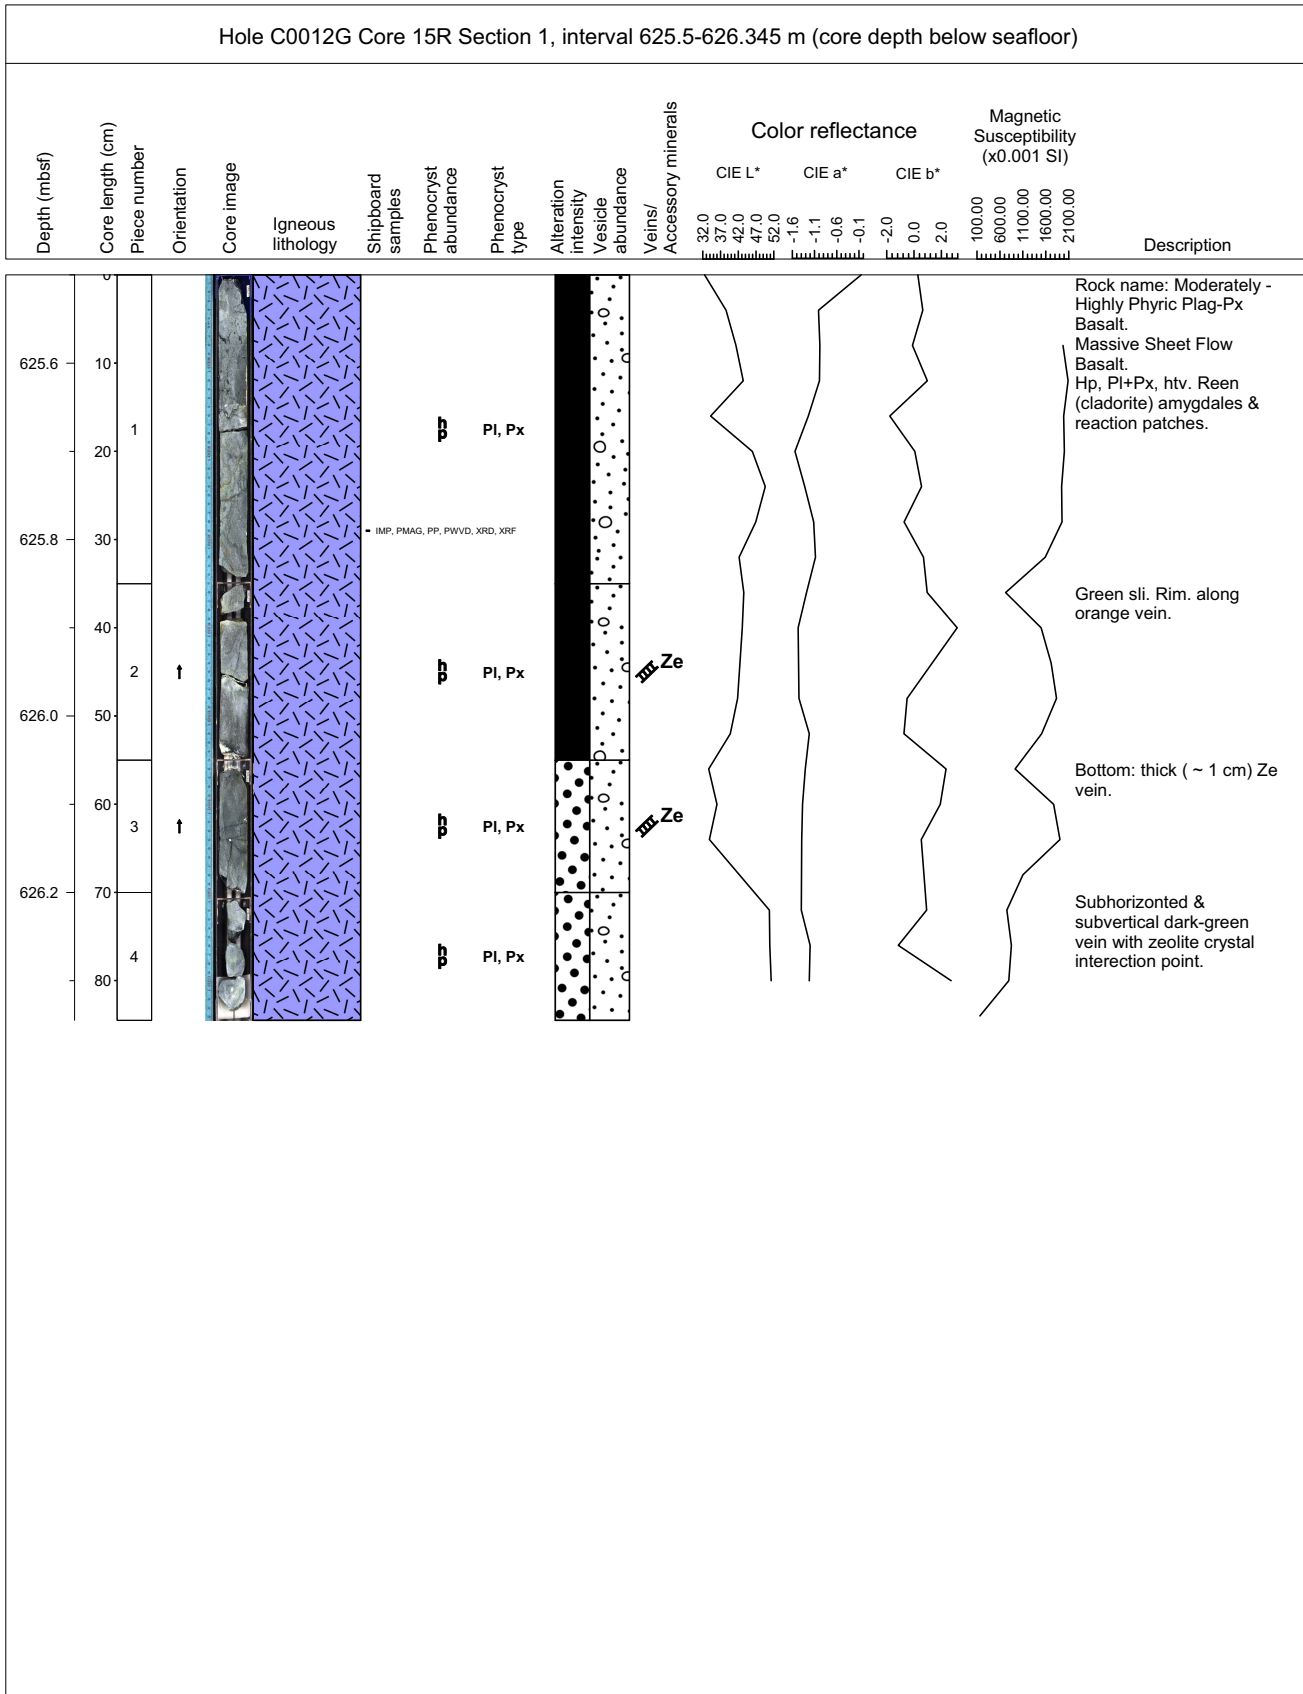 Hole C0012G Core 15R Section 1, interval 625.5-626.345 m (core depth below seafloor)
Depth (mbsf)
Core length (cm)
Piece number
Orientation
Core image
Igneous
lithology
Shipboard
samples
Phenocryst
abundance
Phenocryst
type
Alteration
intensity
Vesicle
abundance
Veins/
Accessory minerals
Color reflectance
CIE L*
CIE a*
CIE b*
Magnetic
Susceptibility
(x0.001 SI)
Description
32.0 37.0 42.0 47.0 52.0
-1.6 -1.1 -0.6 -0.1
-2.0 0.0 2.0
1000.00 6000.00 1100.00 1600.00 2100.00
0
625.6 10
20
625.8 30
40
626.0 50
60
626.2 70
80
1 hp Pl, Px
IMP, PMAG, PP, PWVD, XRD, XRF
2 hp Pl, Px Ze
3 hp Pl, Px Ze
4 hp Pl, Px
Rock name: Moderately -
Highly Phyric Plag-Px
Basalt.
Massive Sheet Flow
Basalt.
Hp, Pl+Px, htv. Reen
(cladorite) amygdales &
reaction patches.
Green sli. Rim. along
orange vein.
Bottom: thick ( ~ 1 cm) Ze
vein.
Subhorizonted &
subvertical dark-green
vein with zeolite crystal
interection point.